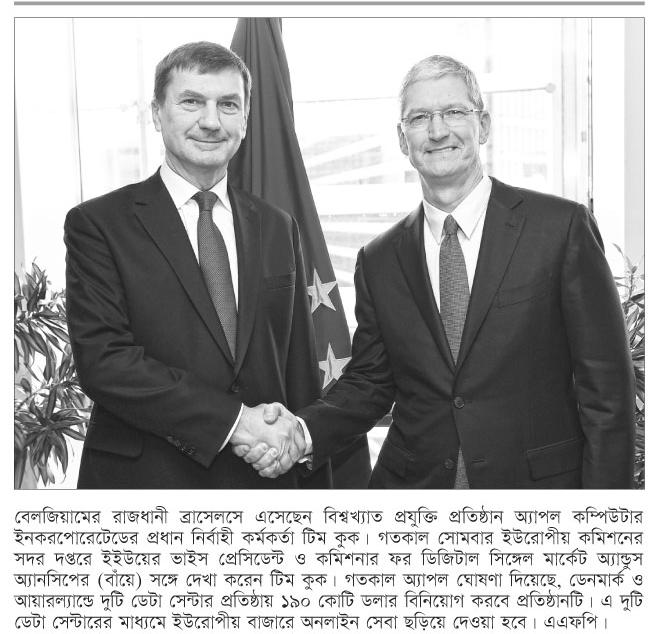 বেলজিয়ামের রাজধানী ব্রাসেলসে এসেছেন বিশ্বখ্যাত প্রযুক্তি প্রতিষ্ঠান অ্যাপল কম্পিউটার
ইনকরপোরেটেডের প্রধান নির্বাহী কর্মকর্তা টিম কুক। গতকাল সোমবার ইউরোপীয় কমিশনের
সদর দপ্তরে ইইউয়ের ভাইস প্রেসিডেন্ট ও কমিশনার ফর ডিজিটাল সিঙ্গেল মার্কেট অ্যান্ড্রুস
অ্যানসিপের (বাঁয়ে) সঙ্গে দেখা করেন টিম কুক। গতকাল অ্যাপল ঘোষণা দিয়েছে, ডেনমার্ক ও
আয়ারল্যান্ডে দুটি ডেটা সেন্টার প্রতিষ্ঠায় ১৯০ কোটি ডলার বিনিয়োগ করবে প্রতিষ্ঠানটি। এ দুটি
ডেটা সেন্টারের মাধ্যমে ইউরোপীয় বাজারে অনলাইন সেবা ছড়িয়ে দেওয়া হবে। এএফপি।